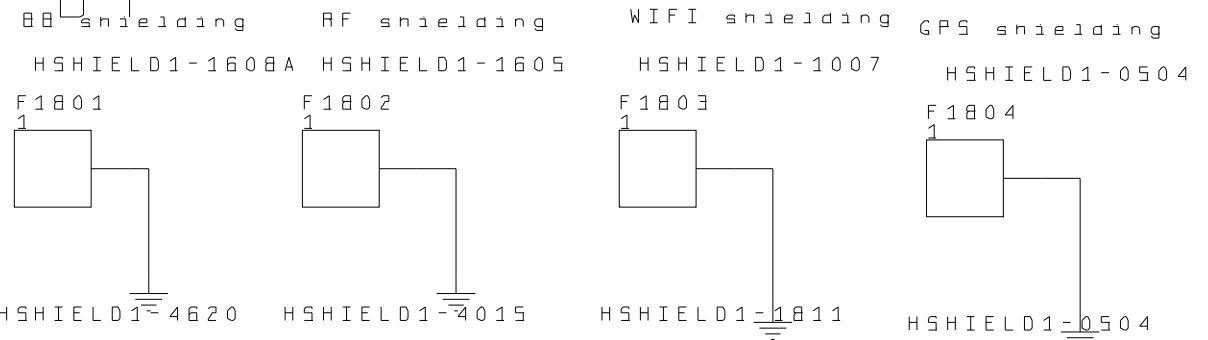 BB shielding
HSHIELD1-1608A
F1801
1
HSHIELD1-4620
RF shielding
HSHIELD1-1605
F1802
1
HSHIELD1-4015
WIFI shielding
HSHIELD1-1007
F1803
1
HSHIELD1-1811
GPS shielding
HSHIELD1-0504
F1804
1
HSHIELD1-0504